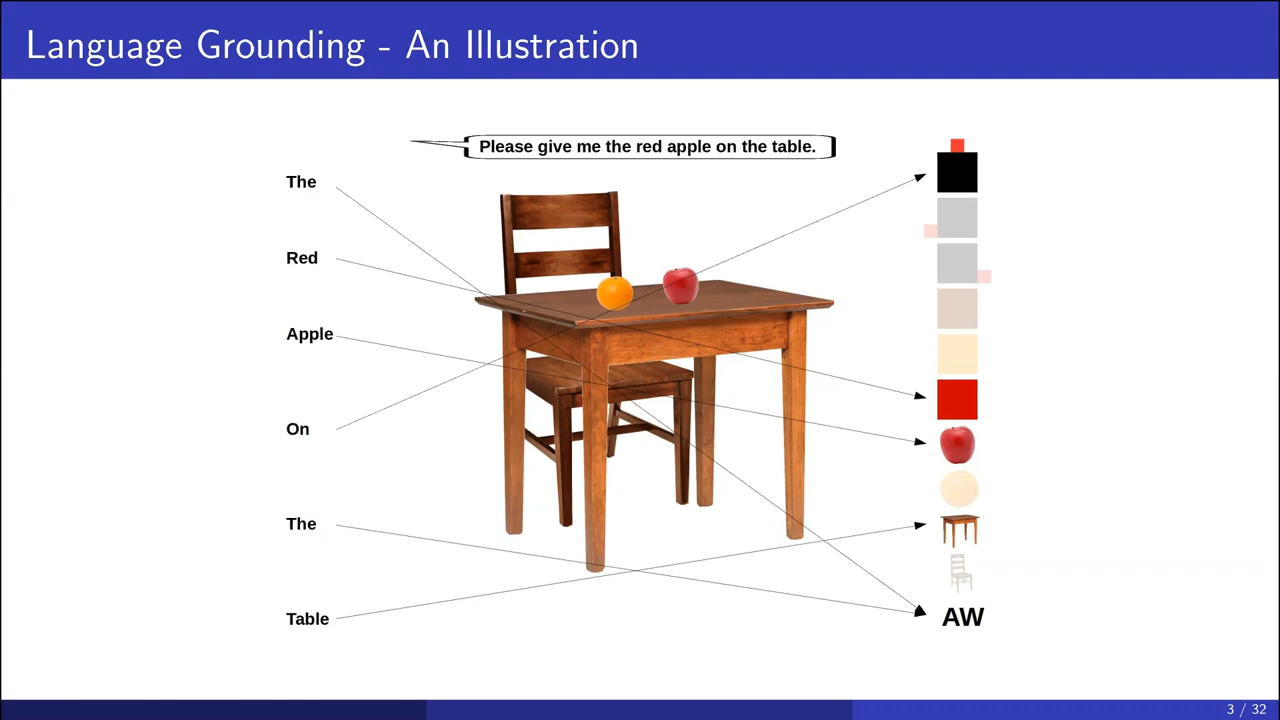 Language Grounding - An Illustration
Please give me the red apple on the table.
The
Red
Apple
On
The
Table
AW
3 / 32